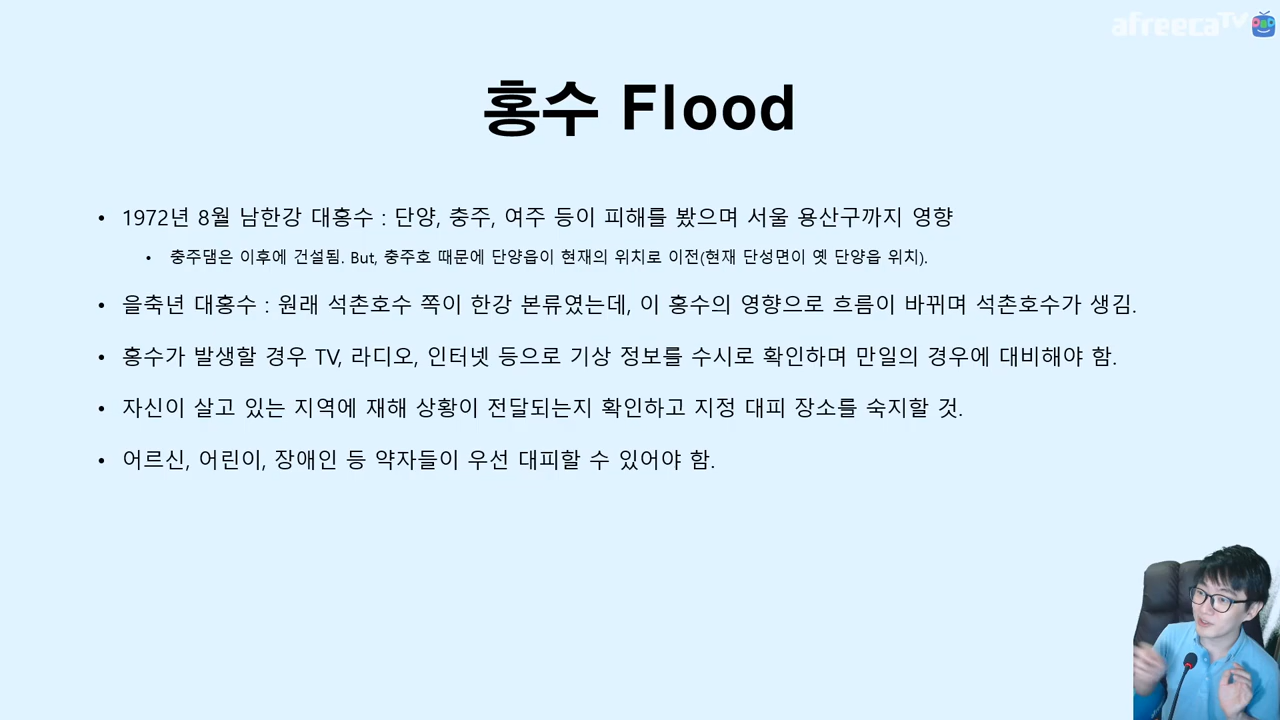 afreecaTV
홍수 Flood
• 1972년 8월 남한강 대홍수 : 단양, 충주, 여주 등이 피해를 봤으며 서울 용산구까지 영향
• 충주댐은 이후에 건설됨. But, 충주호 때문에 단양읍이 현재의 위치로 이전(현재 단성면이 옛 단양읍 위치).
• 을축년 대홍수 : 원래 석촌호수 쪽이 한강 본류였는데, 이 홍수의 영향으로 흐름이 바뀌며 석촌호수가 생김.
• 홍수가 발생할 경우 TV, 라디오, 인터넷 등으로 기상 정보를 수시로 확인하며 만일의 경우에 대비해야 함.
• 자신이 살고 있는 지역에 재해 상황이 전달되는지 확인하고 지정 대피 장소를 숙지할 것.
• 어르신, 어린이, 장애인 등 약자들이 우선 대피할 수 있어야 함.